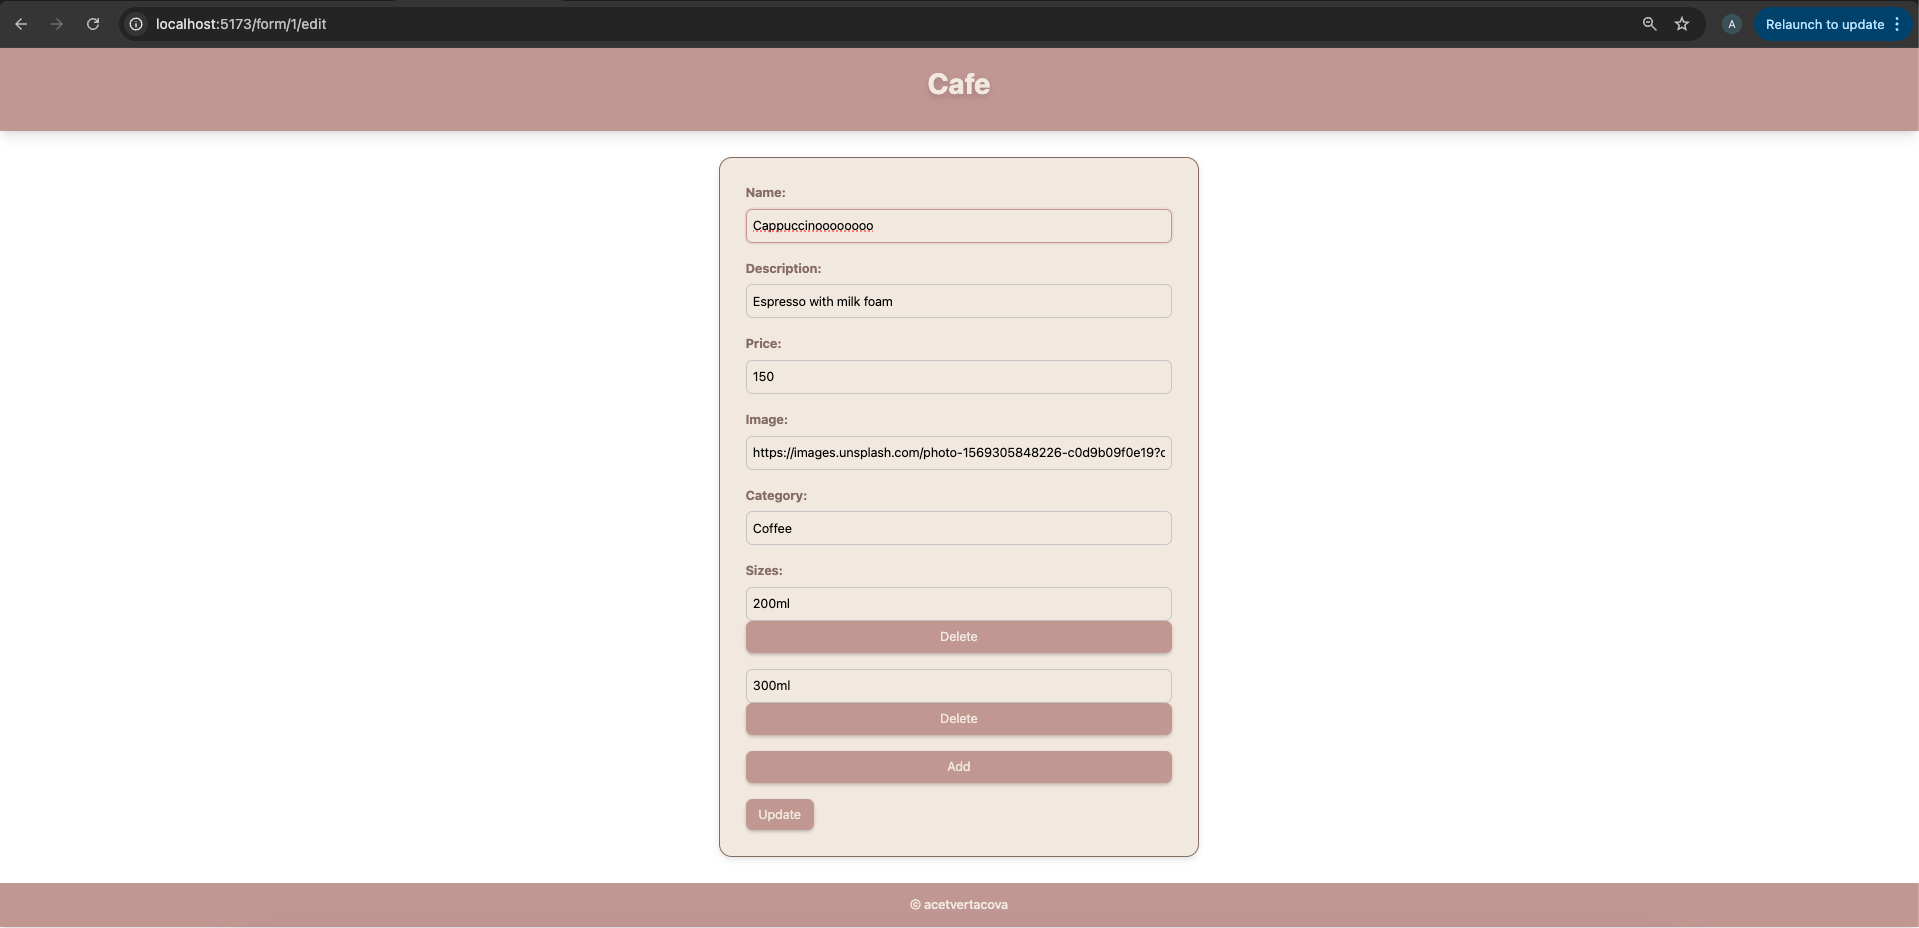 localhost:5173/form/1/edit
A
Relaunch to update
Cafe
Name:
Cappuccinoooooooo
Description:
Espresso with milk foam
Price:
150
Image:
https://images.unsplash.com/photo-1569305848226-c0d9b09f0e19?c
Category:
Coffee
Sizes:
200ml
Delete
300ml
Delete
Add
Update
© acetvertacova